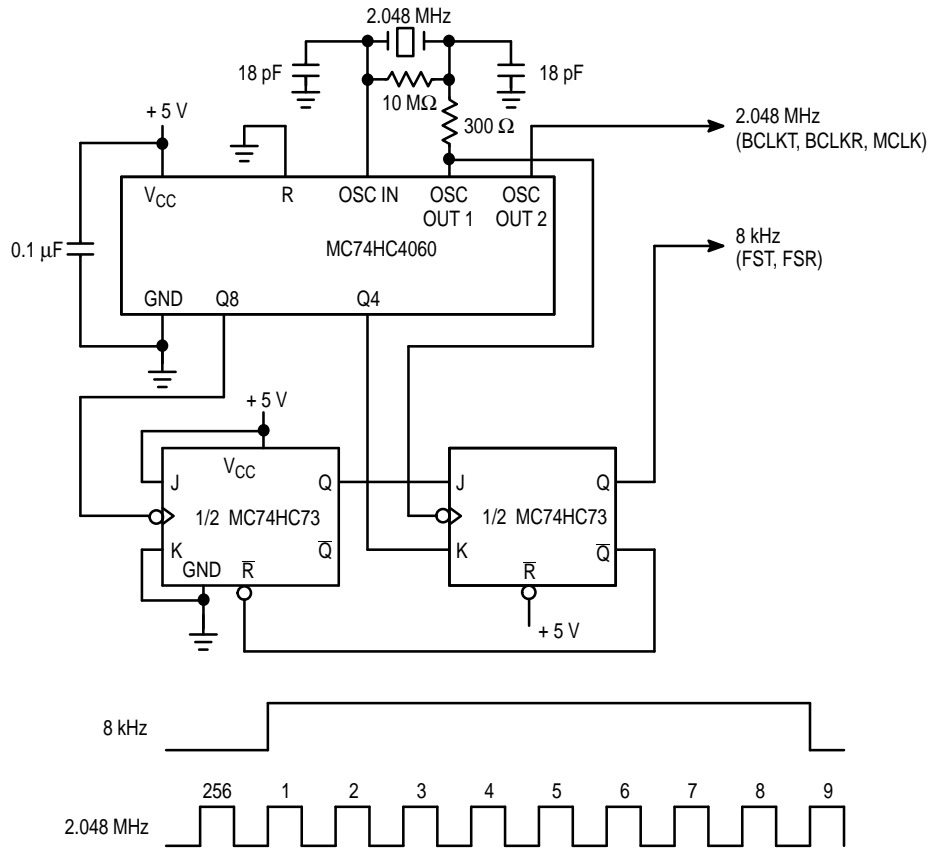 2.048 MHz
18 pF
18 pF
10 MΩ
300 Ω
+ 5 V
2.048 MHz
(BCLKT, BCLKR, MCLK)
VCC
R
OSC IN
OSC
OUT 1
OSC
OUT 2
0.1 µF
MC74HC4060
8 kHz
(FST, FSR)
GND
Q8
Q4
+ 5 V
VCC
J
Q
J
Q
1/2 MC74HC73
1/2 MC74HC73
K
Q̅
K
Q̅
GND
R̅
R̅
+ 5 V
8 kHz
256 1 2 3 4 5 6 7 8 9
2.048 MHz